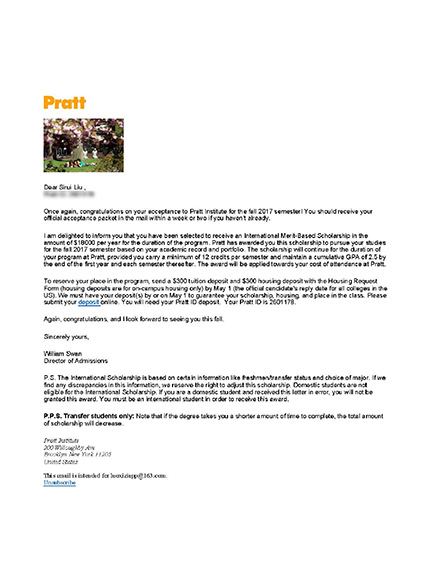 Pratt
Dear Sirui Liu ,
Once again, congratulations on your acceptance to Pratt Institute for the fall 2017 semester! You should receive your
official acceptance packet in the mail within a week or two if you haven't already.
I am delighted to inform you that you have been selected to receive an International Merit-Based Scholarship in the
amount of $18000 per year for the duration of the program. Pratt has awarded you this scholarship to pursue your studies
for the fall 2017 semester based on your academic record and portfolio. The scholarship will continue for the duration of
your program at Pratt, provided you carry a minimum of 12 credits per semester and maintain a cumulative GPA of 2.5 by
the end of the first year and each semester thereafter. The award will be applied towards your cost of attendance at Pratt.
To reserve your place in the program, send a $300 tuition deposit and $300 housing deposit with the Housing Request
Form (housing deposits are for on-campus housing only) by May 1 (the official candidate's reply date for all colleges in the
US). We must have your deposit(s) by or on May 1 to guarantee your scholarship, housing, and place in the class. Please
submit your deposit online. You will need your Pratt ID deposit. Your Pratt ID is 2601178.
Again, congratulations, and I look forward to seeing you this fall.
Sincerely yours,
William Swan
Director of Admissions
P.S. The International Scholarship is based on certain information like freshmen/transfer status and choice of major. If we
find any discrepancies in this information, we reserve the right to adjust this scholarship. Domestic students are not
eligible for the International Scholarship. If you are a domestic student and received this letter in error, you will not be
granted this award. You must be an international student in order to receive this award.
P.P.S. Transfer students only: Note that if the degree takes you a shorter amount of time to complete, the total amount
of scholarship will decrease.
Pratt Institute
200 Willoughby Ave
Brooklyn New York 11205
United States
This email is intended for
Unsubscribe